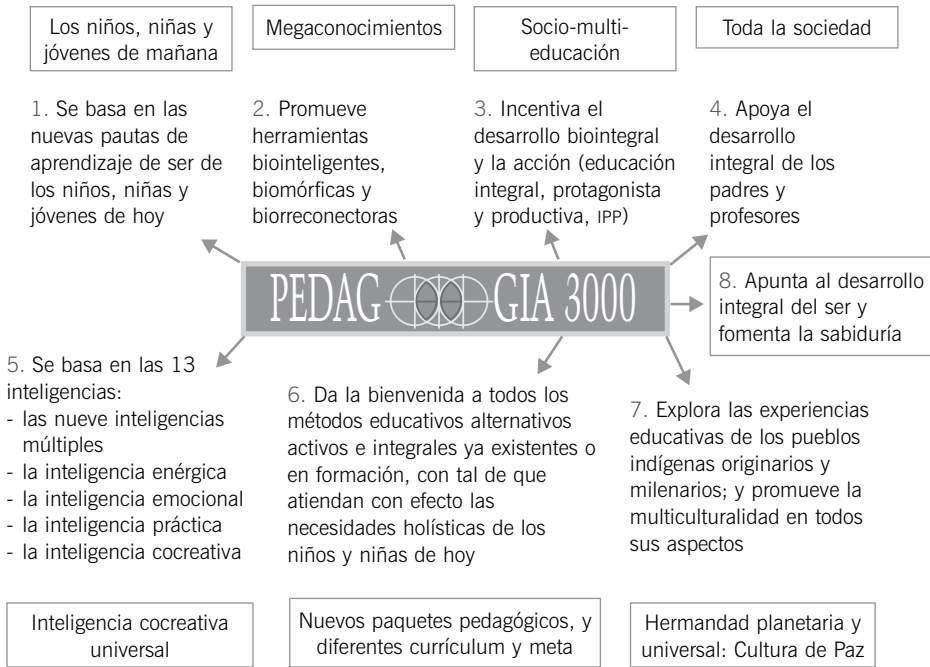 Los niños, niñas y
jóvenes de mañana
Megaconocimientos
Socio-multi-
educación
Toda la sociedad
1. Se basa en las
nuevas pautas de
aprendizaje de ser de
los niños, niñas y
jóvenes de hoy
2. Promueve
herramientas
biointeligentes,
biomórficas y
biorreconectoras
3. Incentiva el
desarrollo biointegral
y la acción (educación
integral, protagonista
y productiva, IPP)
4. Apoya el
desarrollo
integral de los
padres y
profesores
PEDAG GIA 3000
8. Apunta al desarrollo
integral del ser y
fomenta la sabiduría
5. Se basa en las 13
inteligencias:
- las nueve inteligencias
múltiples
- la inteligencia enérgica
- la inteligencia emocional
- la inteligencia práctica
- la inteligencia cocreativa
6. Da la bienvenida a todos los
métodos educativos alternativos
activos e integrales ya existentes o
en formación, con tal de que
atiendan con efecto las
necesidades holísticas de los
niños y niñas de hoy
7. Explora las experiencias
educativas de los pueblos
indígenas originarios y
milenarios; y promueve la
multiculturalidad en todos
sus aspectos
Inteligencia cocreativa
universal
Nuevos paquetes pedagógicos, y
diferentes currículum y meta
Hermandad planetaria y
universal: Cultura de Paz